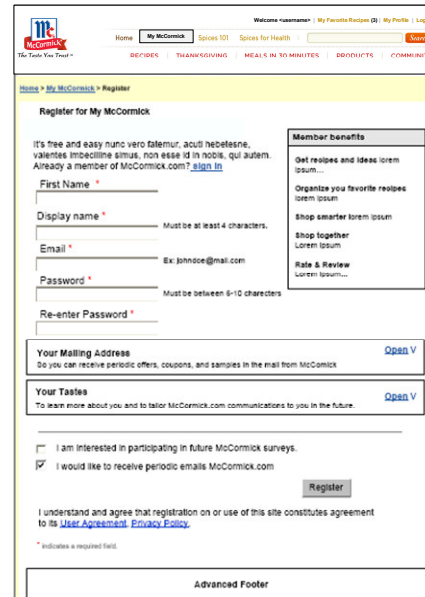 Welcome <username> | My Favorite Recipes (3) | My Profile | Log
Mc
McCormick
The Taste You Trust™
Home My McCormick Spices 101 Spices for Health Sear
RECIPES | THANKSGIVING | MEALS IN 30 MINUTES | PRODUCTS | COMMUNI
Home > My McCormick > Register
Register for My McCormick
It's free and easy nunc vero fatemur, acuti hebetesne,
valentes imbecilline simus, non esse id in nobis, qui autem.
Already a member of McCormick.com? sign in
First Name *
Display name *
Must be at least 4 characters.
Email *
Ex: johndoe@mail.com
Password *
Must be between 6-10 charecters
Re-enter Password *
Member benefits
Get recipes and ideas lorem
ipsum...
Organize you favorite recipes
lorem ipsum
Shop smarter lorem ipsum
Shop together
Lorem ipsum
Rate & Review
Lorem ipsum...
Your Mailing Address
Open V
So you can receive periodic offers, coupons, and samples in the mail from McComick
Your Tastes
Open V
To learn more about you and to tailor McCormick.com communications to you in the future.
I am interested in participating in future McCormick surveys.
I would like to receive periodic emails McCormick.com
Register
I understand and agree that registration on or use of this site constitutes agreement
to its User Agreement, Privacy Policy.
* indicates a required field.
Advanced Footer